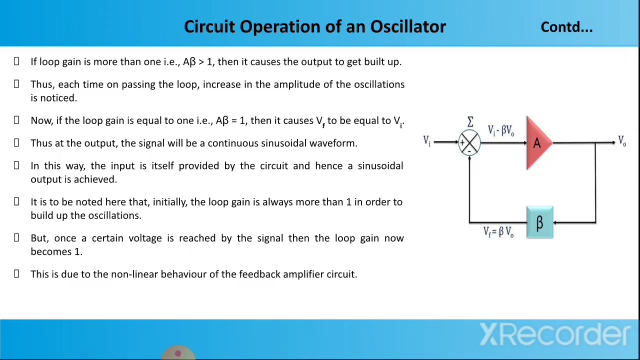 Circuit Operation of an Oscillator
Contd...
If loop gain is more than one i.e., Aβ > 1, then it causes the output to get built up.
Thus, each time on passing the loop, increase in the amplitude of the oscillations
is noticed.
Now, if the loop gain is equal to one i.e., Aβ = 1, then it causes Vf to be equal to Vi.
Thus at the output, the signal will be a continuous sinusoidal waveform.
In this way, the input is itself provided by the circuit and hence a sinusoidal
output is achieved.
It is to be noted here that, initially, the loop gain is always more than 1 in order to
build up the oscillations.
But, once a certain voltage is reached by the signal then the loop gain now
becomes 1.
This is due to the non-linear behaviour of the feedback amplifier circuit.
Σ
Vi - βVo
Vi
+
-
A
Vo
β
Vf = β Vo
XRecorder